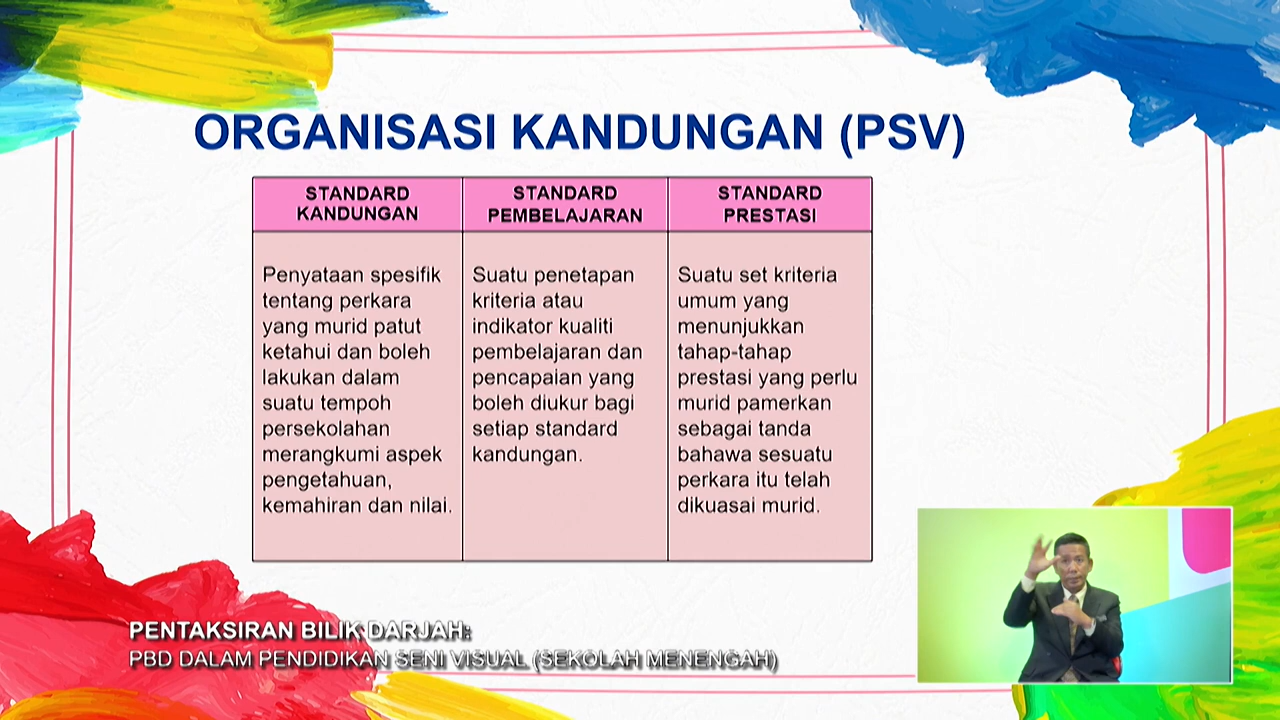 ORGANISASI KANDUNGAN (PSV)
STANDARD
KANDUNGAN
Penyataan spesifik
tentang perkara
yang murid patut
ketahui dan boleh
lakukan dalam
suatu tempoh
persekolahan
merangkumi aspek
pengetahuan,
kemahiran dan nilai.
STANDARD
PEMBELAJARAN
Suatu penetapan
kriteria atau
indikator kualiti
pembelajaran dan
pencapaian yang
boleh diukur bagi
setiap standard
kandungan.
STANDARD
PRESTASI
Suatu set kriteria
umum yang
menunjukkan
tahap-tahap
prestasi yang perlu
murid pamerkan
sebagai tanda
bahawa sesuatu
perkara itu telah
dikuasai murid.
PENTAKSIRAN BILIK DARJAH:
PBD DALAM PENDIDIKAN SENI VISUAL (SEKOLAH MENENGAH)